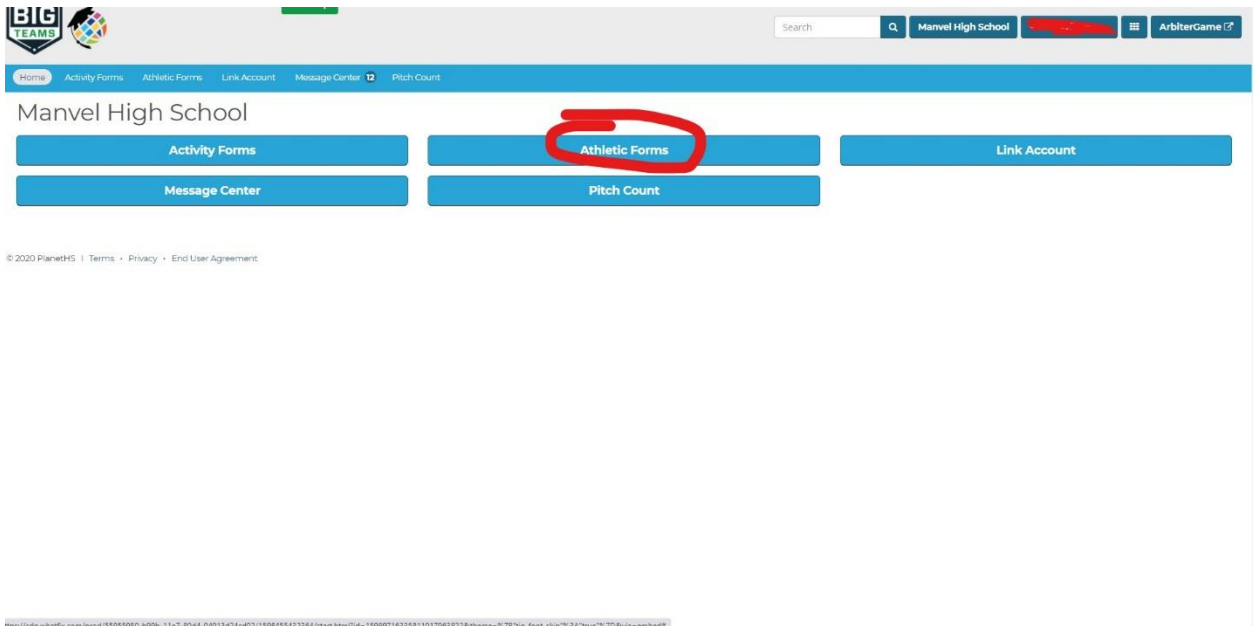 BIG
TEAMS
Search
Manvel High School
ArbiterGame
Home Activity Forms Athletic Forms Link Account Message Center 12 Pitch Count
Manvel High School
Activity Forms Athletic Forms Link Account
Message Center Pitch Count
© 2020 PlanetHS | Terms • Privacy • End User Agreement